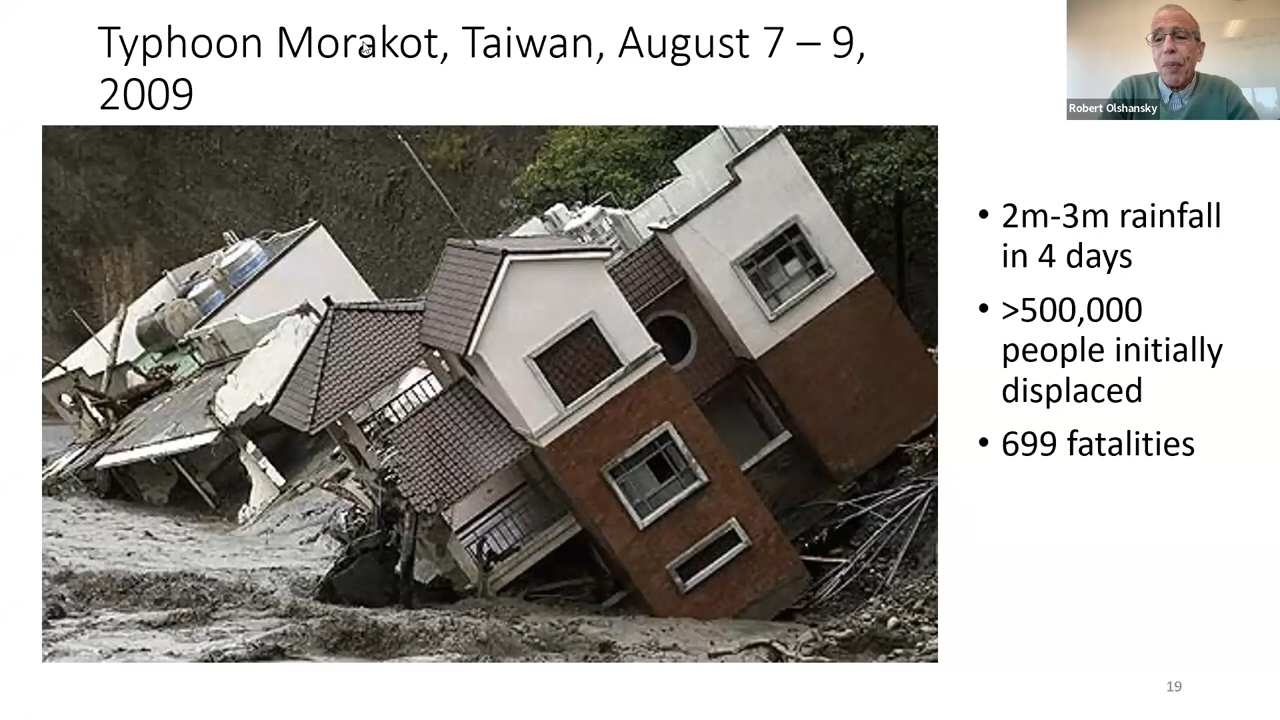 Typhoon Morakot, Taiwan, August 7 – 9,
2009
Robert Olshansky
• 2m-3m rainfall
in 4 days
• >500,000
people initially
displaced
• 699 fatalities
19